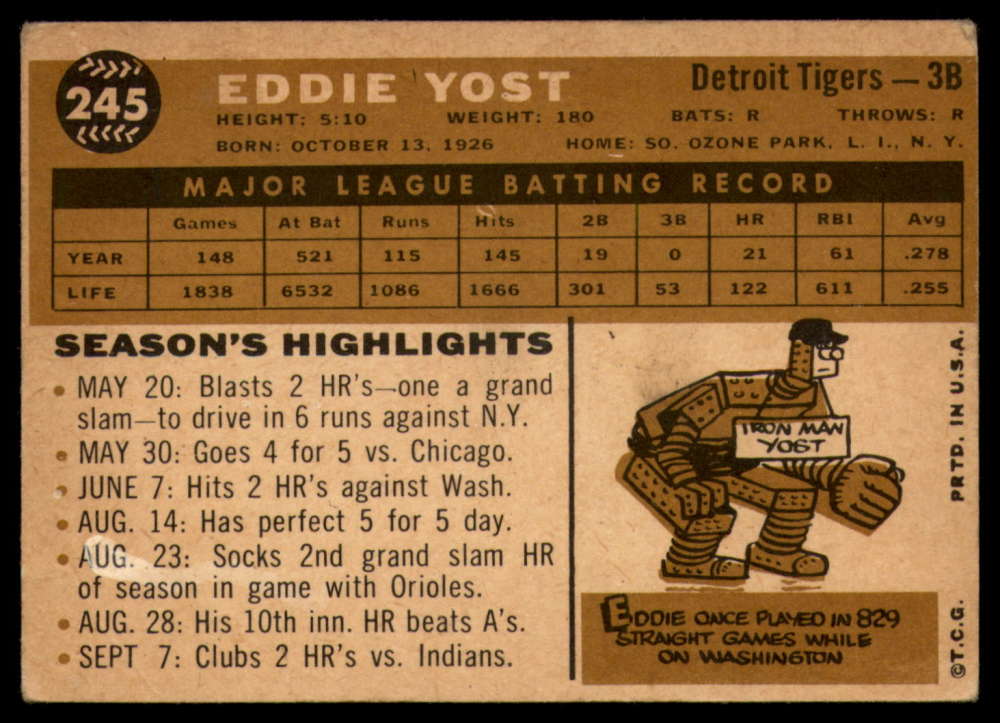 245
EDDIE YOST
Detroit Tigers — 3B
HEIGHT: 5:10 WEIGHT: 180 BATS: R THROWS: R
BORN: OCTOBER 13, 1926 HOME: SO. OZONE PARK, L. I., N. Y.
MAJOR LEAGUE BATTING RECORD
Games At Bat Runs Hits 2B 3B HR RBI Avg
YEAR 148 521 115 145 19 0 21 61 .278
LIFE 1838 6532 1086 1666 301 53 122 611 .255
SEASON'S HIGHLIGHTS
• MAY 20: Blasts 2 HR's—one a grand
slam—to drive in 6 runs against N.Y.
• MAY 30: Goes 4 for 5 vs. Chicago.
• JUNE 7: Hits 2 HR's against Wash.
• AUG. 14: Has perfect 5 for 5 day.
• AUG. 23: Socks 2nd grand slam HR
of season in game with Orioles.
• AUG. 28: His 10th inn. HR beats A's.
• SEPT 7: Clubs 2 HR's vs. Indians.
IRON MAN
YOST
EDDIE ONCE PLAYED IN 829
STRAIGHT GAMES WHILE
ON WASHINGTON
©T.C.G. PRTD. IN U.S.A.